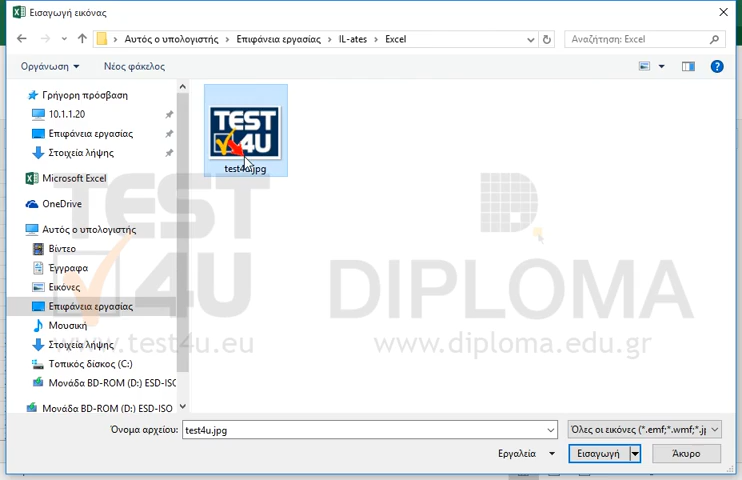 Εισαγωγή εικόνας
Αυτός ο υπολογιστής > Επιφάνεια εργασίας > IL-ates > Excel
Αναζήτηση: Excel
Οργάνωση
Νέος φάκελος
Γρήγορη πρόσβαση
10.1.1.20
Επιφάνεια εργασίας
Στοιχεία λήψης
Microsoft Excel
OneDrive
Αυτός ο υπολογιστής
Βίντεο
Έγγραφα
Εικόνες
Επιφάνεια εργασίας
Μουσική
Στοιχεία λήψης
Τοπικός δίσκος (C:)
Μονάδα BD-ROM (D:) ESD-ISO
Μονάδα BD-ROM (D:) ESD-ISO
TEST
4U
test4u.jpg
TEST
4U
www.test4u.eu
D
DIPLOMA
www.diploma.edu.gr
Όνομα αρχείου:
test4u.jpg
Όλες οι εικόνες (*.emf;*.wmf;*.jp
Εργαλεία
Εισαγωγή
Άκυρο